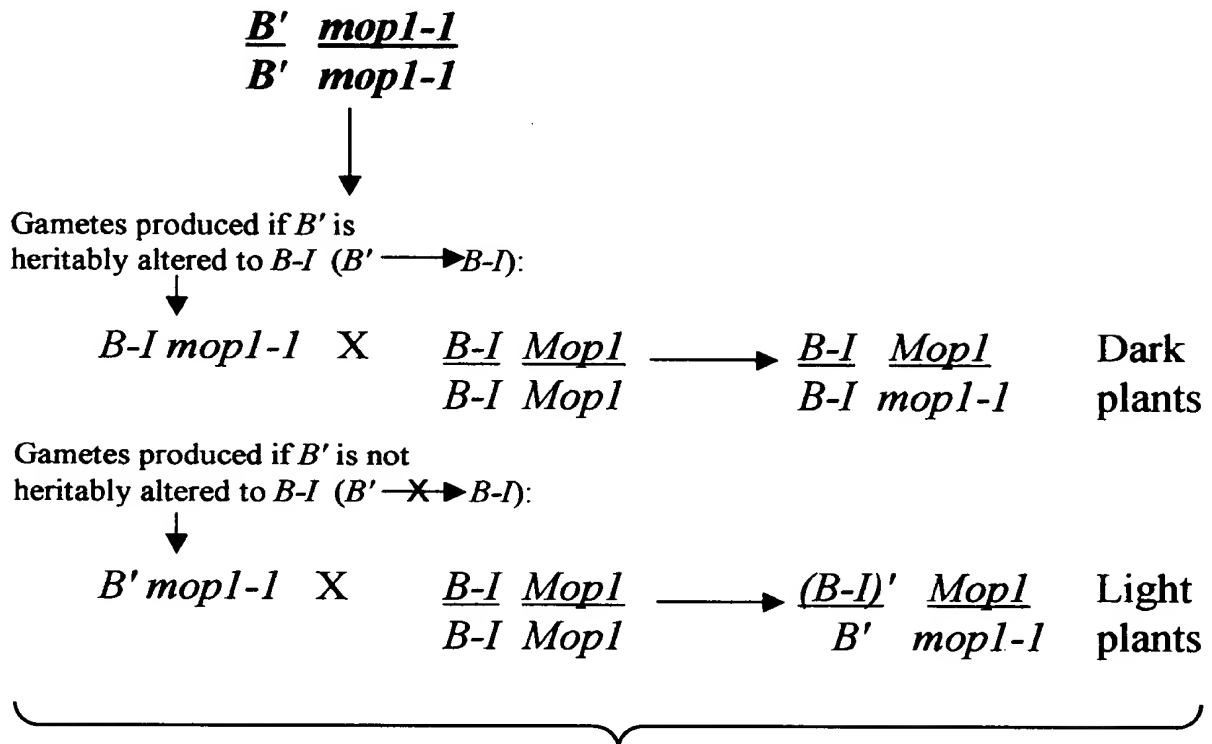 B' mop1-1
B' mop1-1
Gametes produced if B' is
heritably altered to B-I (B' → B-I):
B-I mop1-1 X B-I Mop1 → B-I Mop1 Dark
B-I Mop1 B-I mop1-1 plants
Gametes produced if B' is not
heritably altered to B-I (B' -X→ B-I):
B' mop1-1 X B-I Mop1 → (B-I)' Mop1 Light
B-I Mop1 B' mop1-1 plants